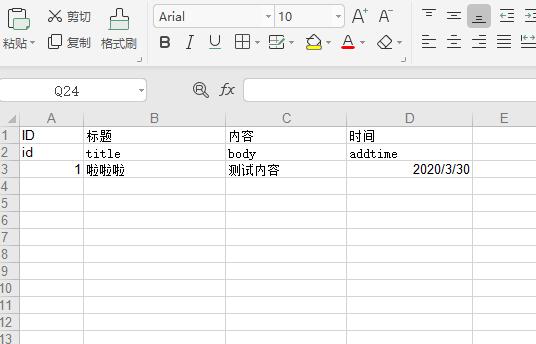 剪切 Arial 10 A+ A-
粘贴 复制 格式刷 B I U A
Q24 fx
A B C D E
1 ID 标题 内容 时间
2 id title body addtime
3 1 啦啦啦 测试内容 2020/3/30
4
5
6
7
8
9
10
11
12
13